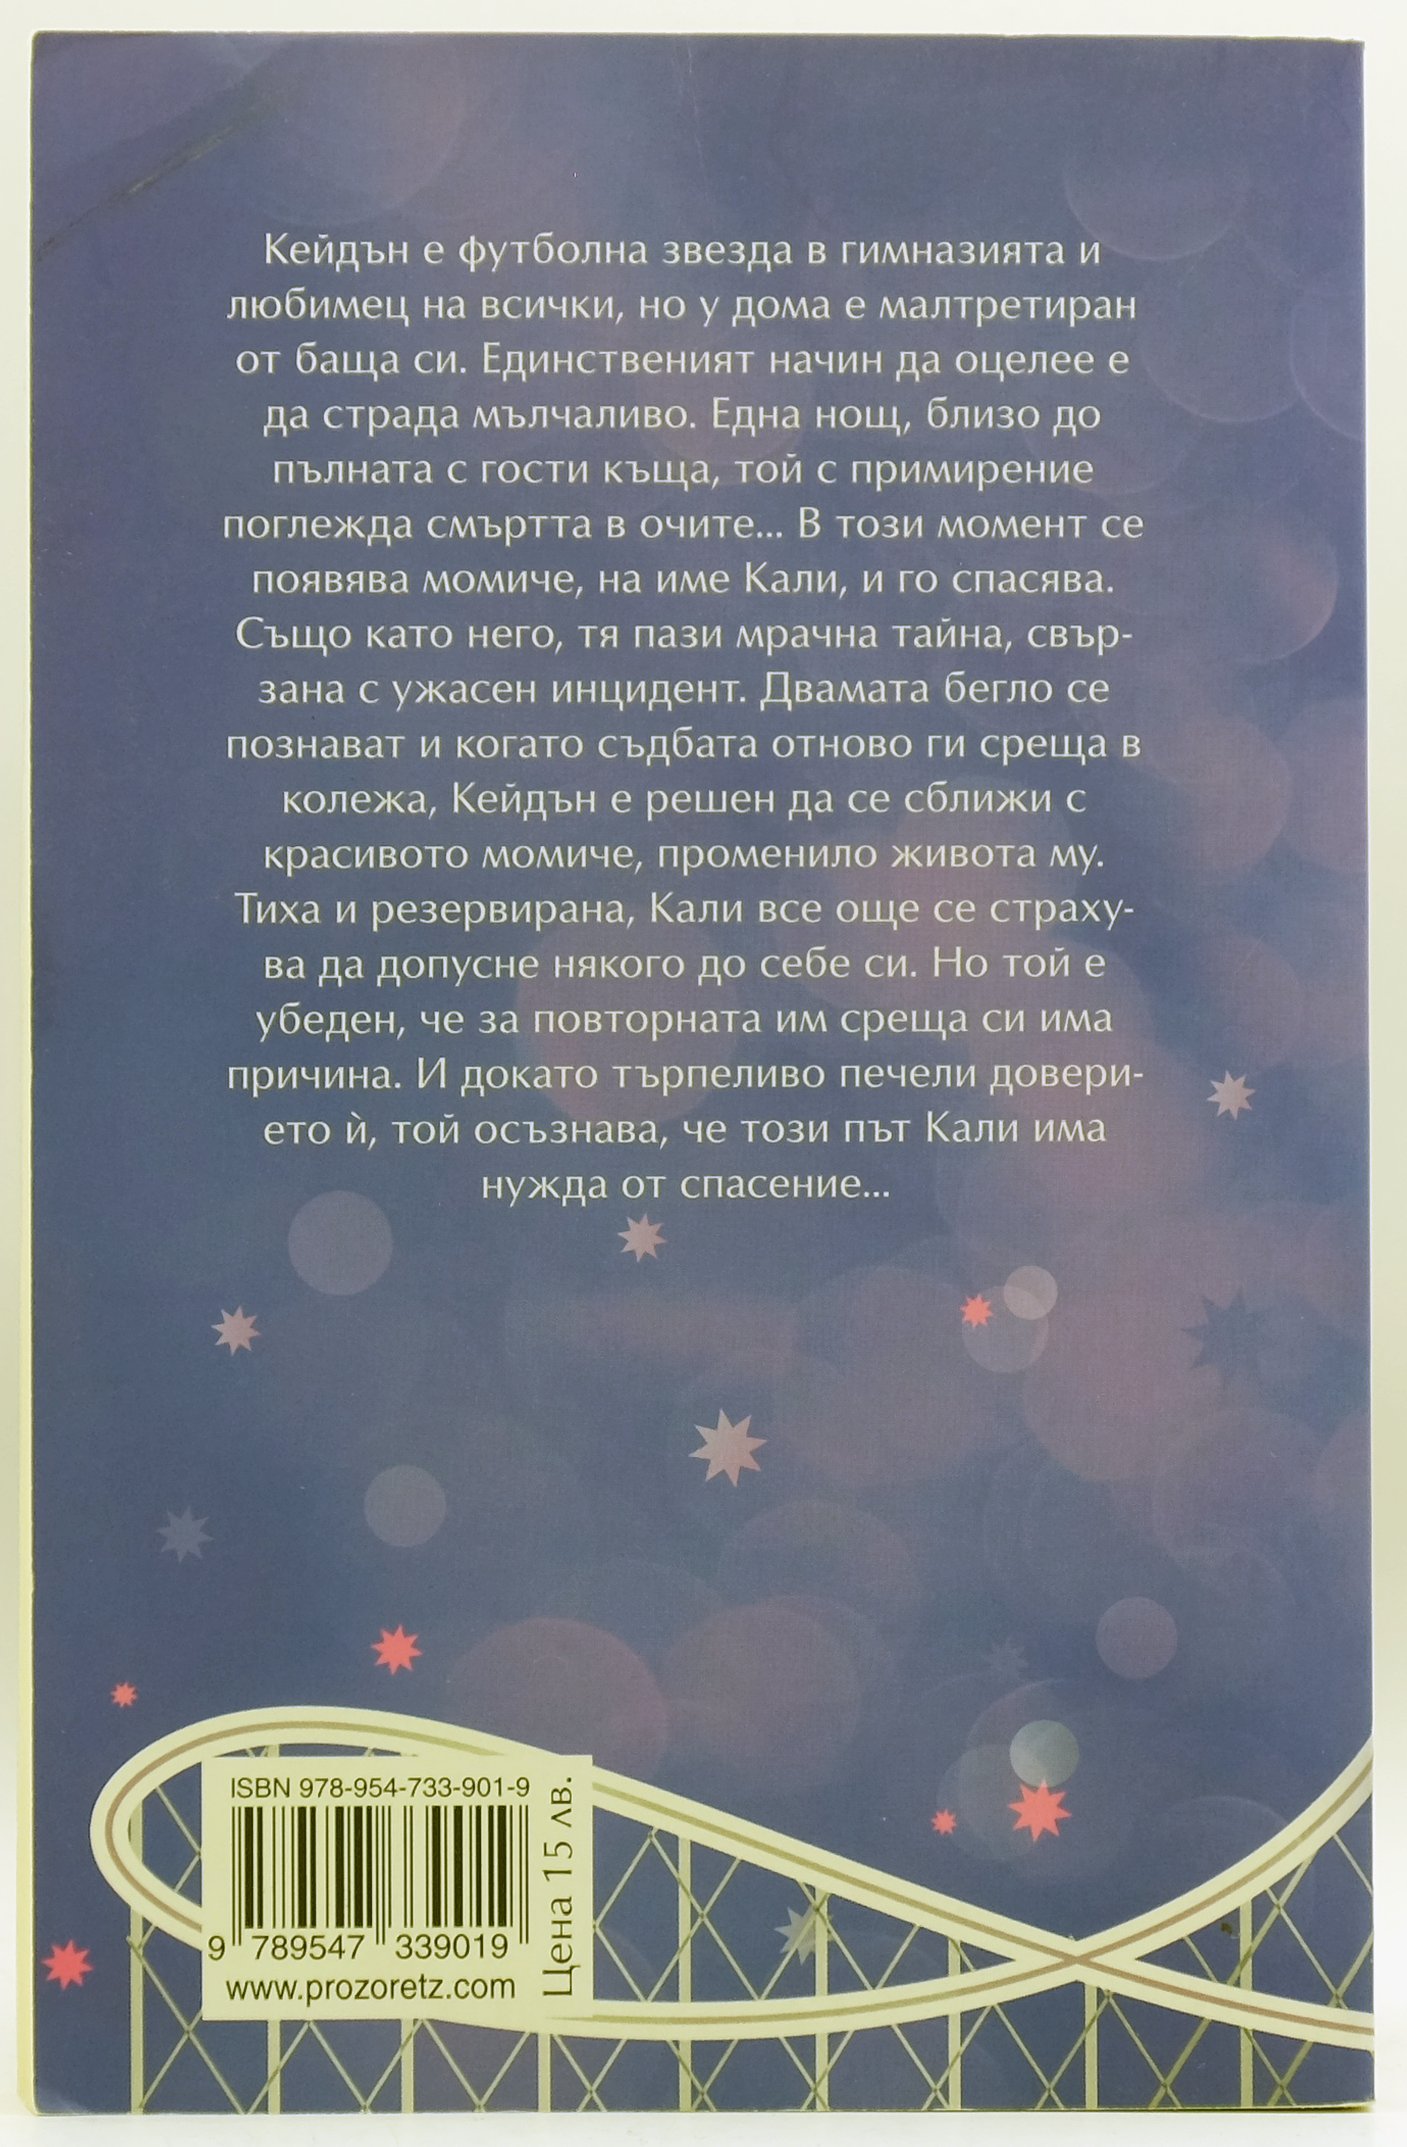 Кейдън е футболна звезда в гимназията и
любимец на всички, но у дома е малтретиран
от баща си. Единственият начин да оцелее е
да страда мълчаливо. Една нощ, близо до
пълната с гости къща, той с примирение
поглежда смъртта в очите... В този момент се
появява момиче, на име Кали, и го спасява.
Също като него, тя пази мрачна тайна, свър-
зана с ужасен инцидент. Двамата бегло се
познават и когато съдбата отново ги среща в
колежа, Кейдън е решен да се сближи с
красивото момиче, променило живота му.
Тиха и резервирана, Кали все още се страху-
ва да допусне някого до себе си. Но той е
убеден, че за повторната им среща си има
причина. И докато търпеливо печели довери-
ето ѝ, той осъзнава, че този път Кали има
нужда от спасение...
ISBN 978-954-733-901-9
9 789547 339019
www.prozoretz.com
Цена 15 лв.